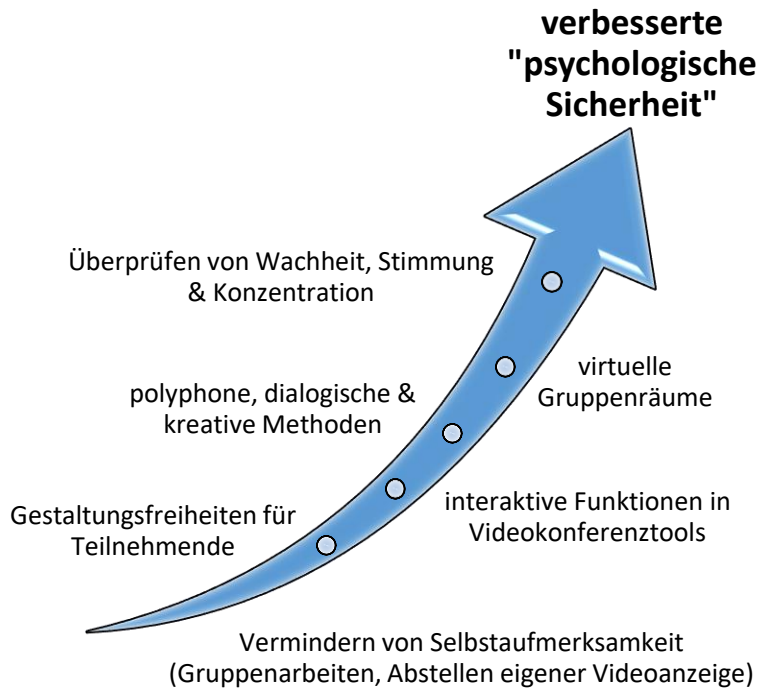 verbesserte
"psychologische
Sicherheit"
Überprüfen von Wachheit, Stimmung
& Konzentration
virtuelle
Gruppenräume
polyphone, dialogische &
kreative Methoden
interaktive Funktionen in
Videokonferenztools
Gestaltungsfreiheiten für
Teilnehmende
Vermindern von Selbstaufmerksamkeit
(Gruppenarbeiten, Abstellen eigener Videoanzeige)